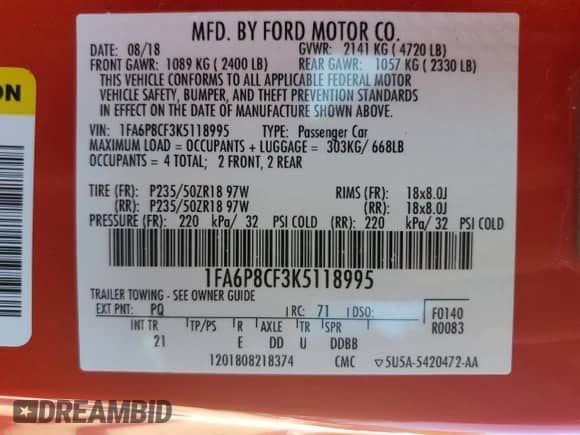 MFD. BY FORD MOTOR CO.
DATE: 08/18 GVWR: 2141 KG (4720 LB)
FRONT GAWR: 1089 KG (2400 LB) REAR GAWR: 1057 KG (2330 LB)
THIS VEHICLE CONFORMS TO ALL APPLICABLE FEDERAL MOTOR
VEHICLE SAFETY, BUMPER, AND THEFT PREVENTION STANDARDS
IN EFFECT ON THE DATE OF MANUFACTURE SHOWN ABOVE.
VIN: 1FA6P8CF3K5118995 TYPE: Passenger Car
MAXIMUM LOAD = OCCUPANTS + LUGGAGE = 303KG/ 668LB
OCCUPANTS = 4 TOTAL; 2 FRONT, 2 REAR
TIRE (FR): P235/50ZR18 97W RIMS (FR): 18x8.0J
(RR): P235/50ZR18 97W (RR): 18x8.0J
PRESSURE (FR): 220 kPa/ 32 PSI COLD (RR): 220 kPa/ 32 PSI COLD
1FA6P8CF3K5118995
TRAILER TOWING - SEE OWNER GUIDE
EXT PNT: PQ RC: 71 DSO: F0140
INT TR TP/PS R AXLE TR SPR R0083
21 E DD U DDBB
1201808218374 CMC 5U5A-5420472-AA
ON
DREAMBID